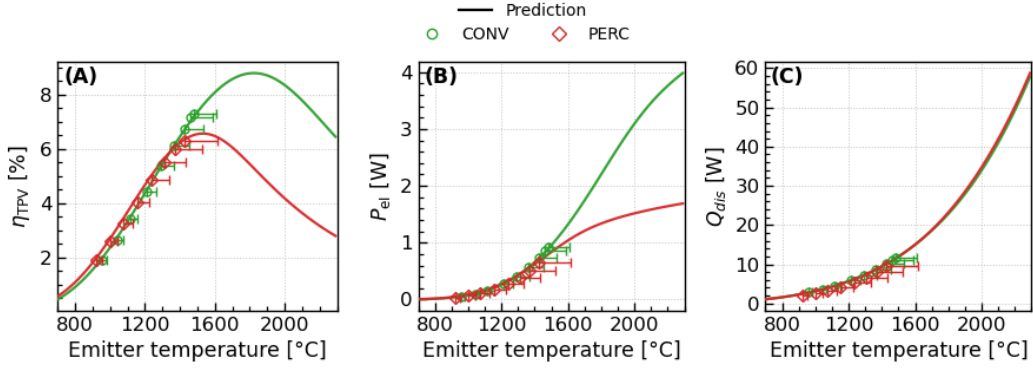 Prediction
CONV PERC
(A)
η_TPV [%]
8
6
4
2
800 1200 1600 2000
Emitter temperature [°C]
(B)
P_el [W]
4
3
2
1
0
800 1200 1600 2000
Emitter temperature [°C]
(C)
Q_dis [W]
60
50
40
30
20
10
0
800 1200 1600 2000
Emitter temperature [°C]